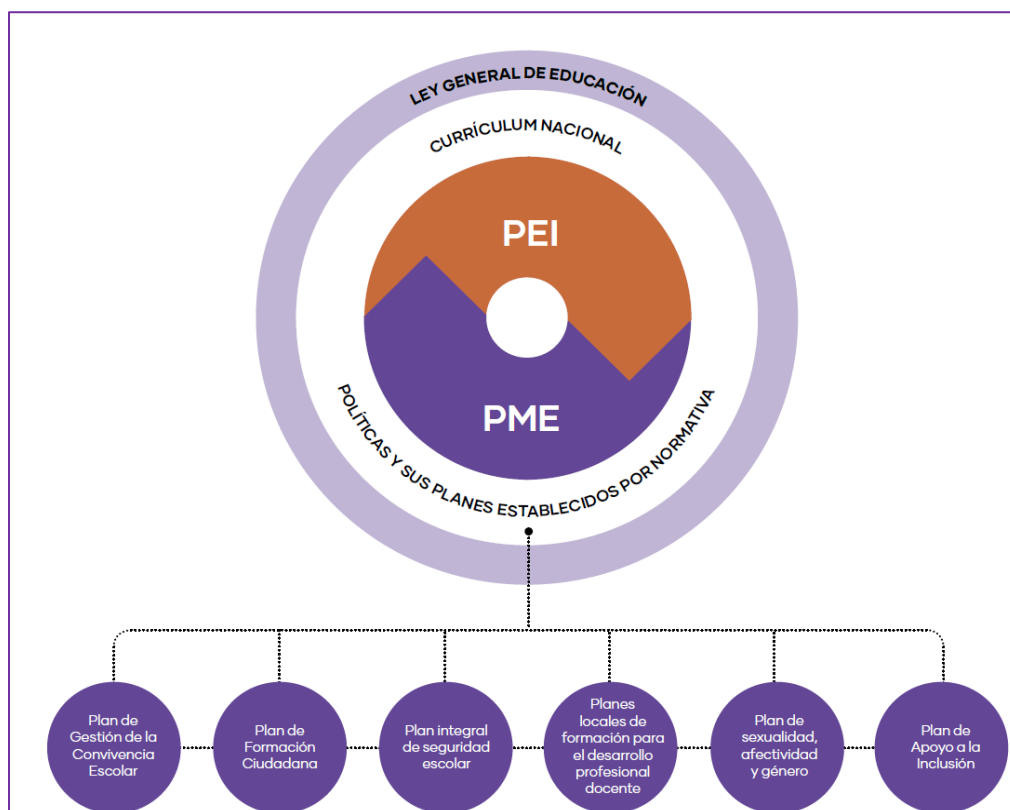 LEY GENERAL DE EDUCACIÓN
CURRÍCULUM NACIONAL
PEI
PME
POLÍTICAS Y SUS PLANES ESTABLECIDOS POR NORMATIVA
Plan de
Gestión de la
Convivencia
Escolar
Plan de
Formación
Ciudadana
Plan integral
de seguridad
escolar
Planes
locales de
formación para
el desarrollo
profesional
docente
Plan de
sexualidad,
afectividad
y género
Plan de
Apoyo a la
Inclusión